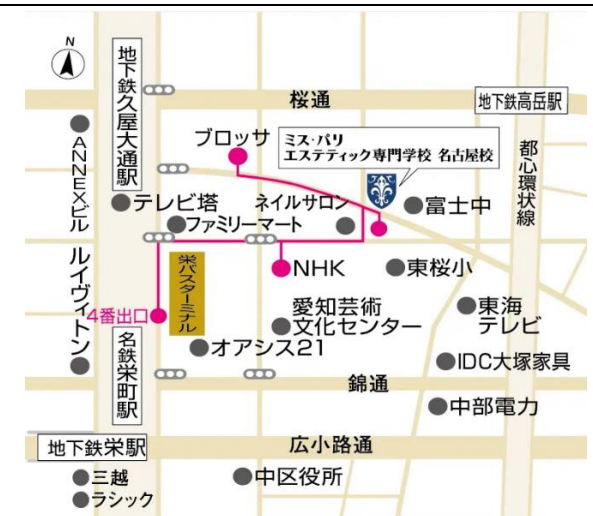 N
地下鉄久屋大通駅
桜通
地下鉄高岳駅
ブロッサ
ミス・パリ
エステティック専門学校 名古屋校
ANNEXビル
都心環状線
テレビ塔
ネイルサロン
富士中
ファミリーマート
ルイヴィトン
栄バスターミナル
NHK
東桜小
4番出口
愛知芸術
文化センター
東海
テレビ
名鉄栄町駅
オアシス21
IDC大塚家具
錦通
中部電力
地下鉄栄駅
広小路通
三越
中区役所
ラシック